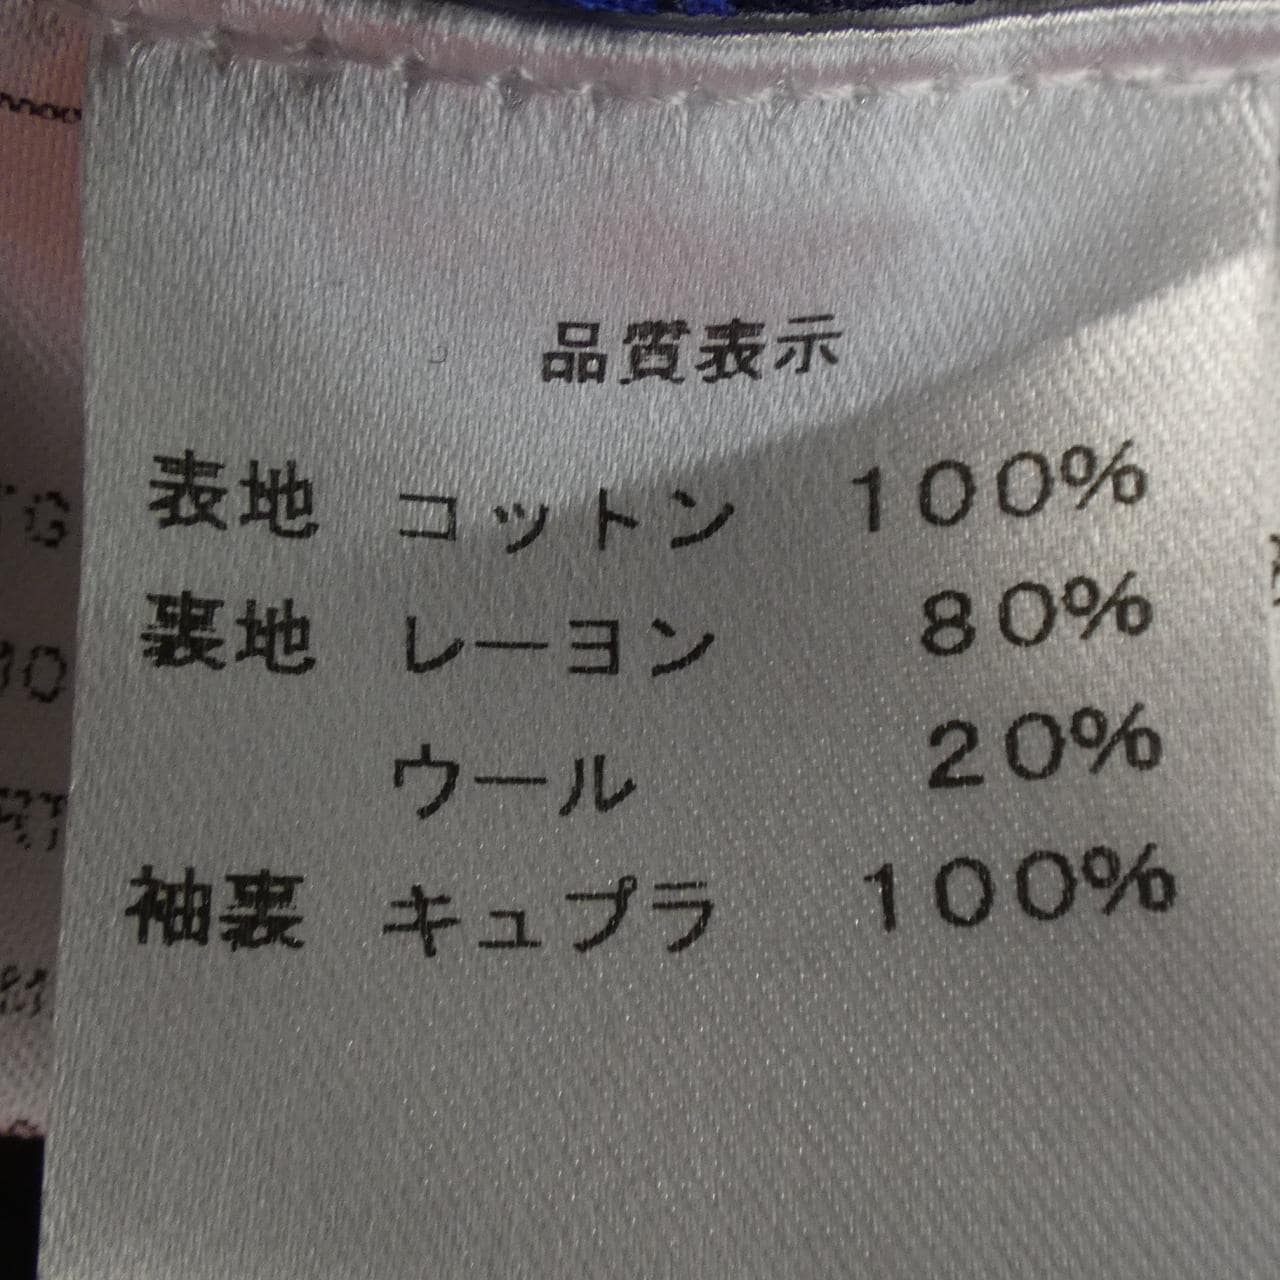 品質表示
表地 コットン 100%
裏地 レーヨン 80%
ウール 20%
袖裏 キュプラ 100%